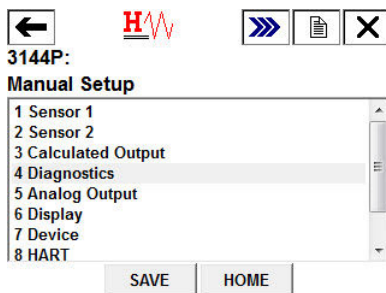 H
3144P:
Manual Setup
1 Sensor 1
2 Sensor 2
3 Calculated Output
4 Diagnostics
5 Analog Output
6 Display
7 Device
8 HART
SAVE HOME